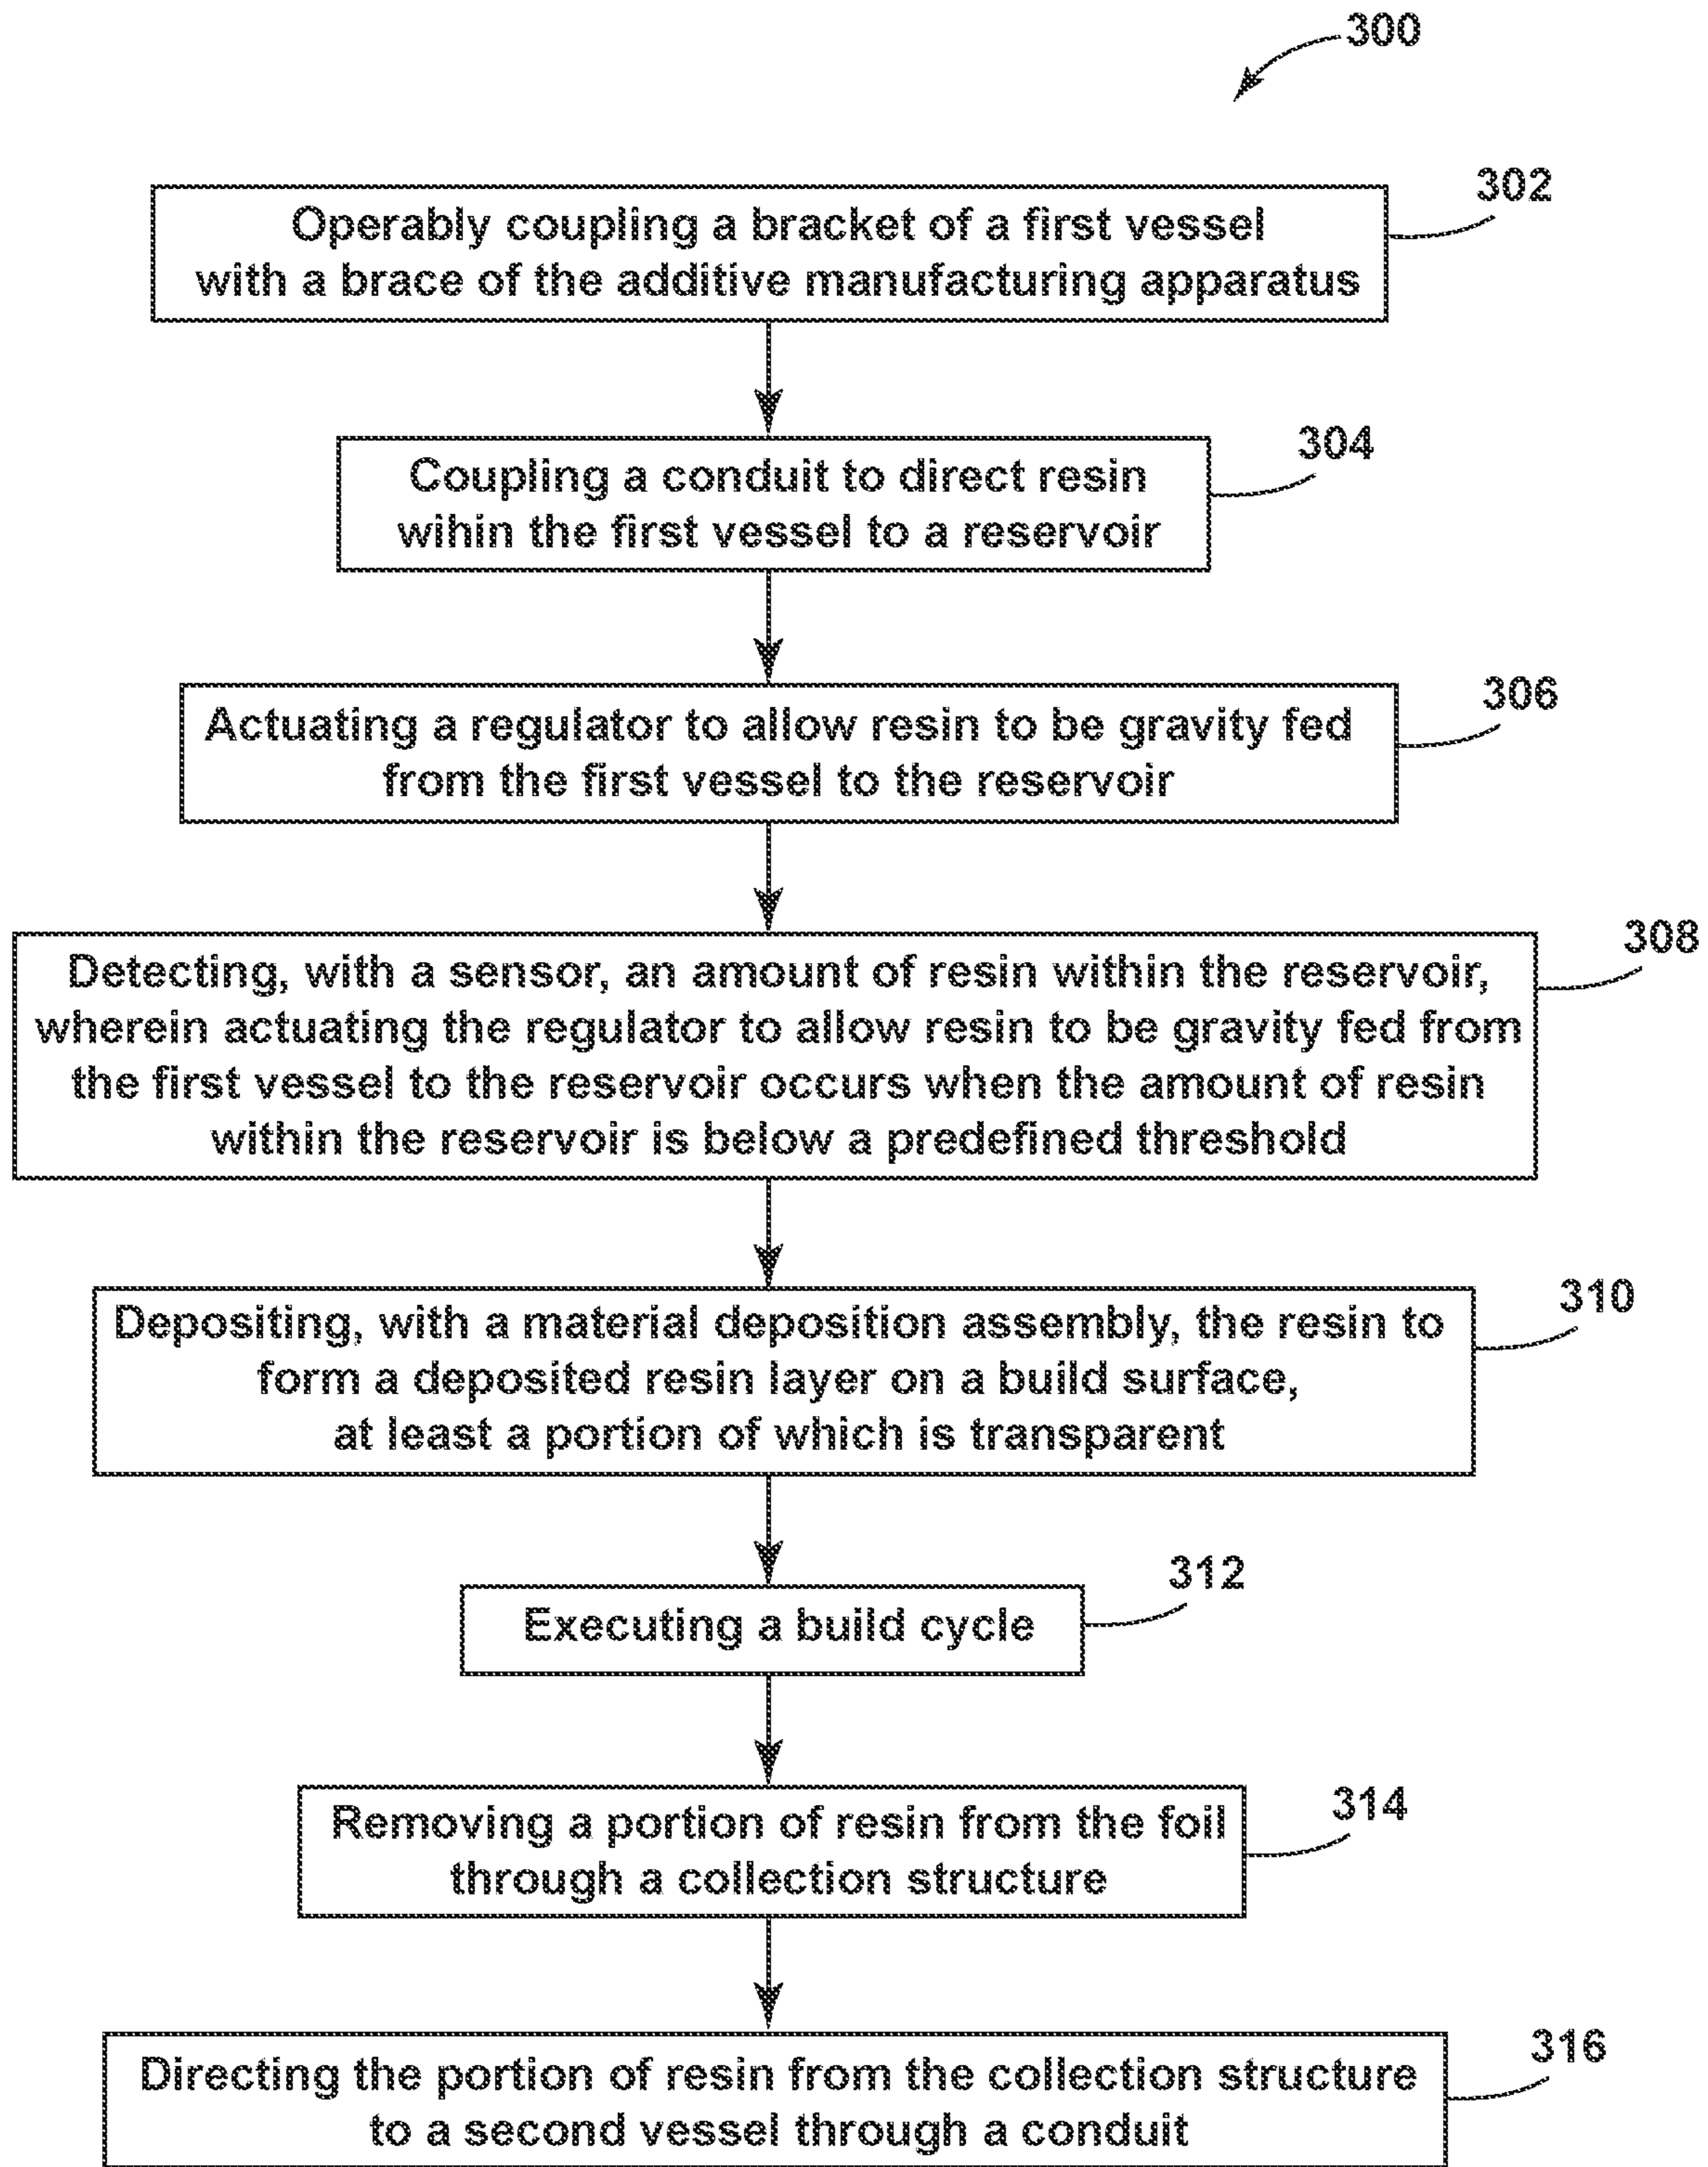 300
302
Operably coupling a bracket of a first vessel
with a brace of the additive manufacturing apparatus
304
Coupling a conduit to direct resin
wihin the first vessel to a reservoir
306
Actuating a regulator to allow resin to be gravity fed
from the first vessel to the reservoir
308
Detecting, with a sensor, an amount of resin within the reservoir,
wherein actuating the regulator to allow resin to be gravity fed from
the first vessel to the reservoir occurs when the amount of resin
within the reservoir is below a predefined threshold
310
Depositing, with a material deposition assembly, the resin to
form a deposited resin layer on a build surface,
at least a portion of which is transparent
312
Executing a build cycle
314
Removing a portion of resin from the foil
through a collection structure
316
Directing the portion of resin from the collection structure
to a second vessel through a conduit